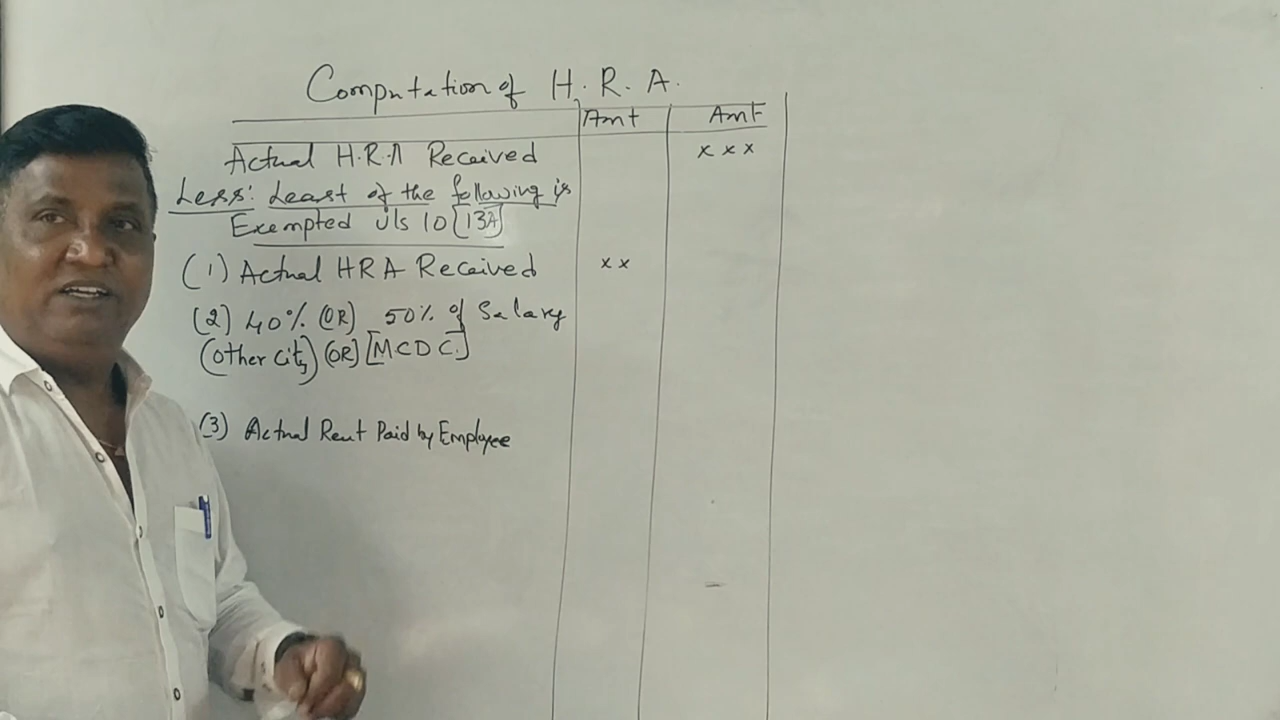 Computation of H. R. A.
Amt Amt
Actual H.R.A Received x x x
Less: Least of the following is
Exempted u/s 10 [13A]
(1) Actual HRA Received x x
(2) 40% (OR) 50% of Salary
(Other City) (OR) [MCDC.]
(3) Actual Rent Paid by Employee